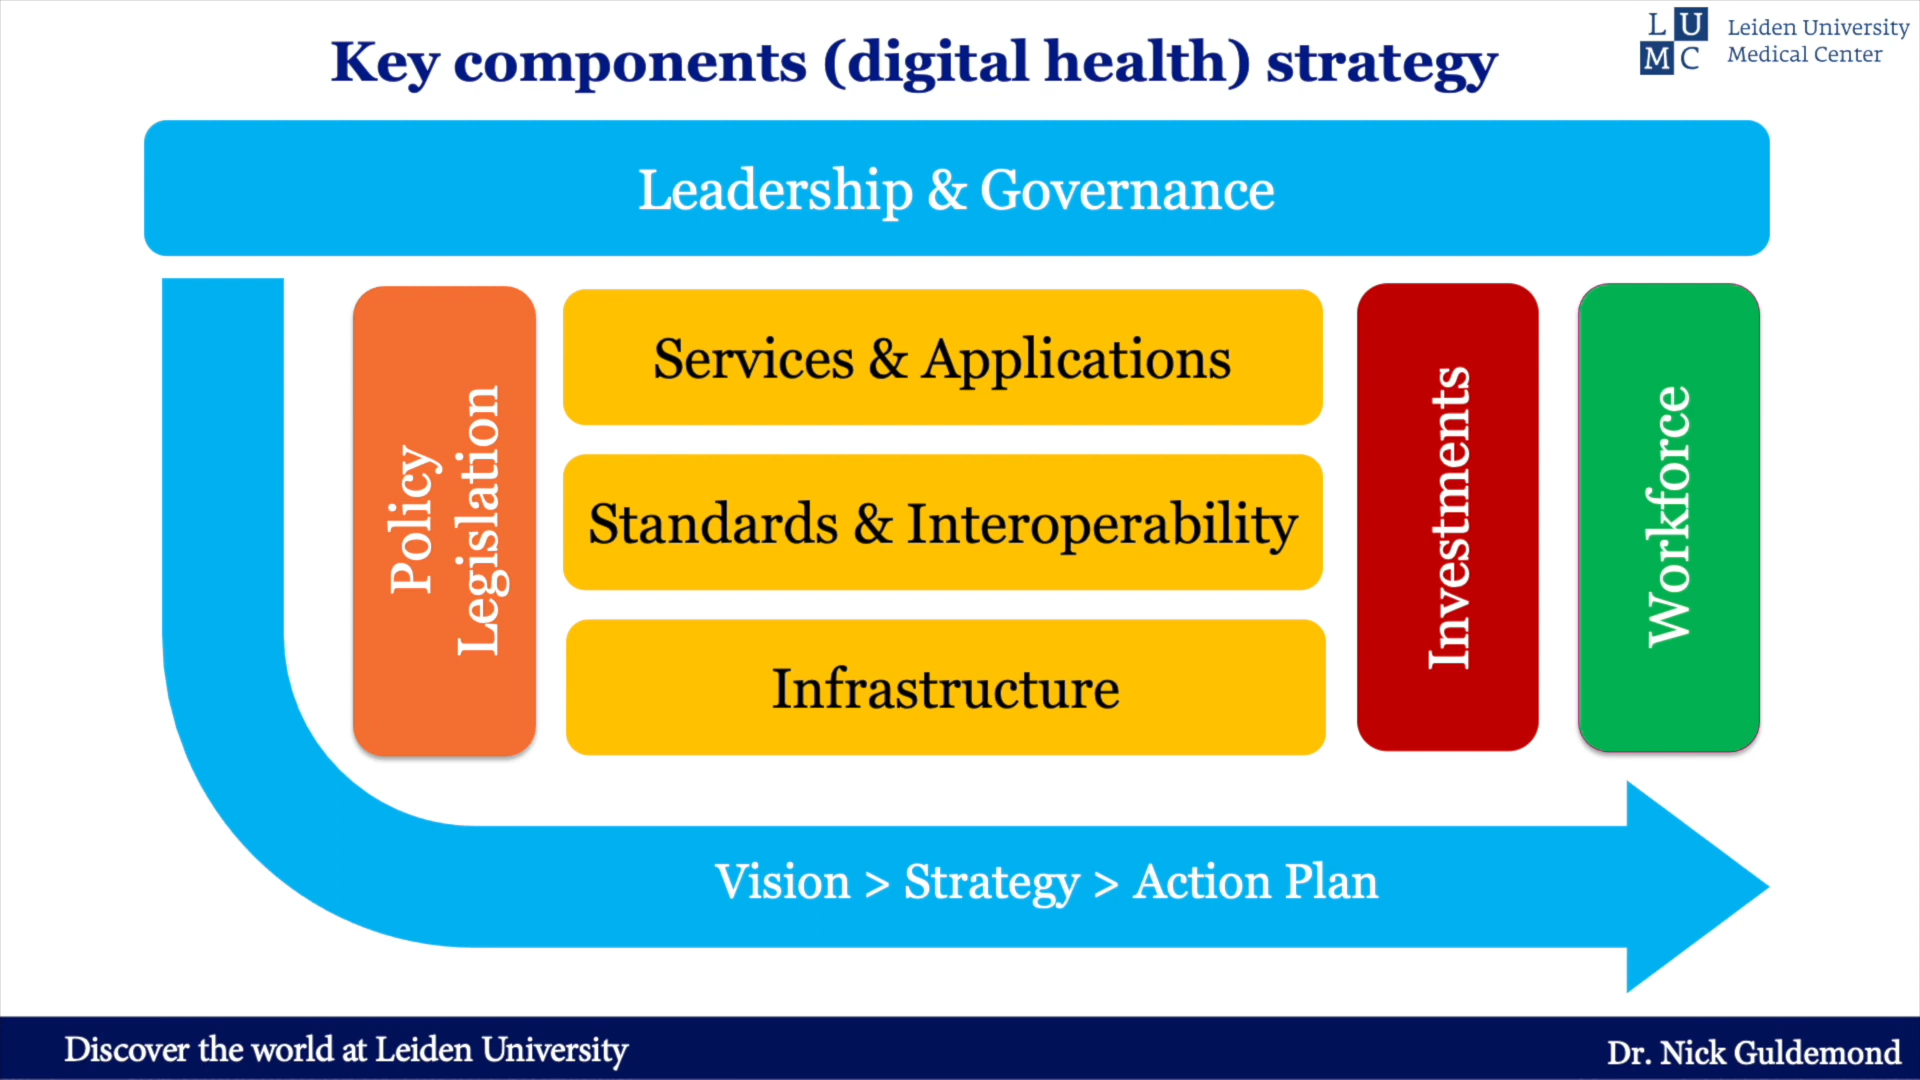 Key components (digital health) strategy
L U
M C
Leiden University
Medical Center
Leadership & Governance
Policy
Legislation
Services & Applications
Standards & Interoperability
Infrastructure
Investments
Workforce
Vision > Strategy > Action Plan
Discover the world at Leiden University
Dr. Nick Guldemond